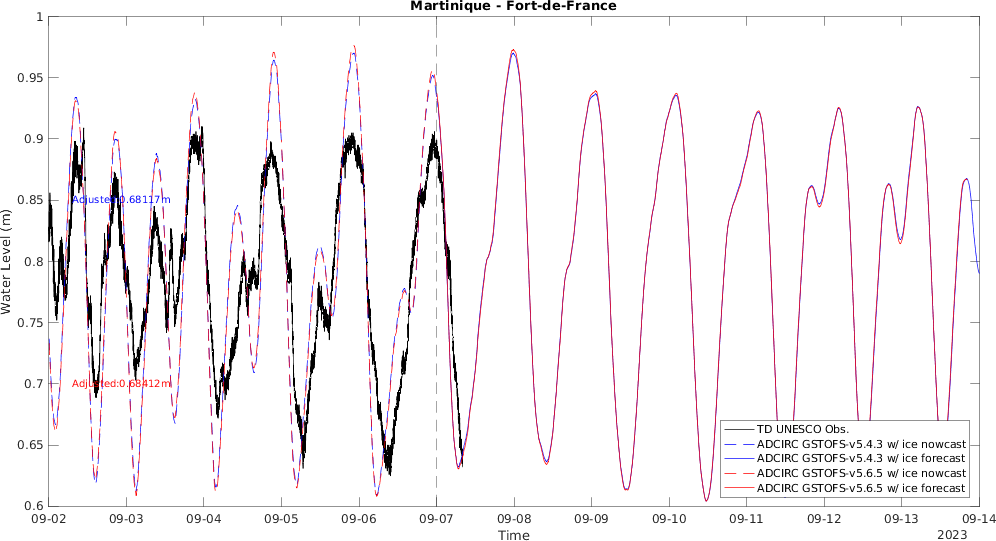 Martinique - Fort-de-France
1
0.95
0.9
0.85
0.8
0.75
0.7
0.65
0.6
Water Level (m)
Adjusted:0.68117m
Adjusted:0.68412m
TD UNESCO Obs.
ADCIRC GSTOFS-v5.4.3 w/ ice nowcast
ADCIRC GSTOFS-v5.4.3 w/ ice forecast
ADCIRC GSTOFS-v5.6.5 w/ ice nowcast
ADCIRC GSTOFS-v5.6.5 w/ ice forecast
09-02 09-03 09-04 09-05 09-06 09-07 09-08 09-09 09-10 09-11 09-12 09-13 09-14
Time
2023